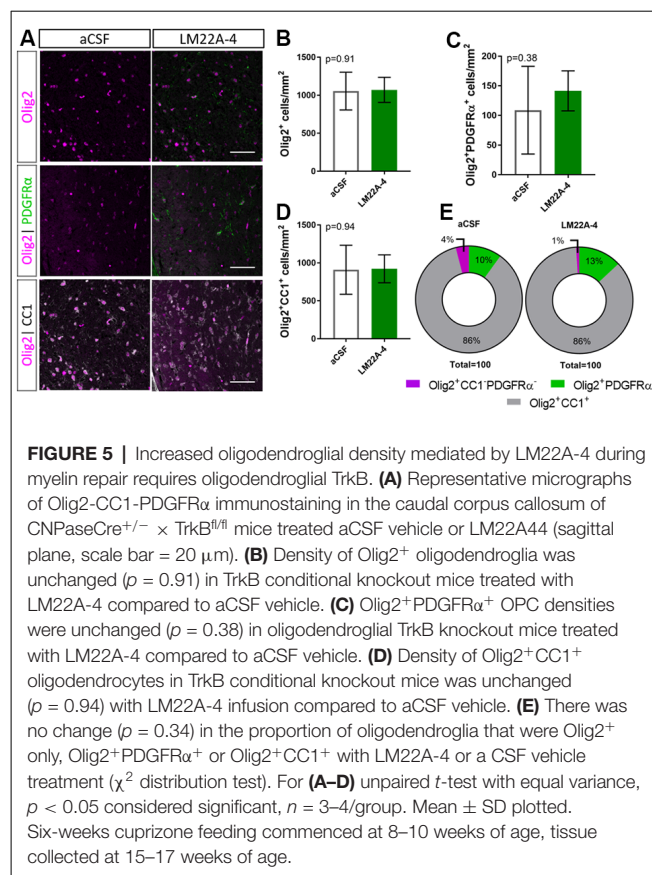 A
aCSF
LM22A-4
Olig2
Olig2 | PDGFRα
Olig2 | CC1
B
p=0.91
Olig2⁺ cells/mm²
1500
1000
500
0
aCSF
LM22A-4
C
p=0.38
Olig2⁺PDGFRα⁺ cells/mm²
200
150
100
50
0
aCSF
LM22A-4
D
p=0.94
Olig2⁺CC1⁺ cells/mm²
1500
1000
500
0
aCSF
LM22A-4
E
aCSF
4%
10%
86%
Total=100
LM22A-4
1%
13%
86%
Total=100
Olig2⁺CC1⁻PDGFRα⁻
Olig2⁺PDGFRα
Olig2⁺CC1⁺
FIGURE 5 | Increased oligodendroglial density mediated by LM22A-4 during
myelin repair requires oligodendroglial TrkB. (A) Representative micrographs
of Olig2-CC1-PDGFRα immunostaining in the caudal corpus callosum of
CNPaseCre⁺/⁻ × TrkBᶠˡ/ᶠˡ mice treated aCSF vehicle or LM22A44 (sagittal
plane, scale bar = 20 μm). (B) Density of Olig2⁺ oligodendroglia was
unchanged (p = 0.91) in TrkB conditional knockout mice treated with
LM22A-4 compared to aCSF vehicle. (C) Olig2⁺PDGFRα⁺ OPC densities
were unchanged (p = 0.38) in oligodendroglial TrkB knockout mice treated
with LM22A-4 compared to aCSF vehicle. (D) Density of Olig2⁺CC1⁺
oligodendrocytes in TrkB conditional knockout mice was unchanged
(p = 0.94) with LM22A-4 infusion compared to aCSF vehicle. (E) There was
no change (p = 0.34) in the proportion of oligodendroglia that were Olig2⁺
only, Olig2⁺PDGFRα⁺ or Olig2⁺CC1⁺ with LM22A-4 or a CSF vehicle
treatment (χ² distribution test). For (A–D) unpaired t-test with equal variance,
p < 0.05 considered significant, n = 3–4/group. Mean ± SD plotted.
Six-weeks cuprizone feeding commenced at 8–10 weeks of age, tissue
collected at 15–17 weeks of age.